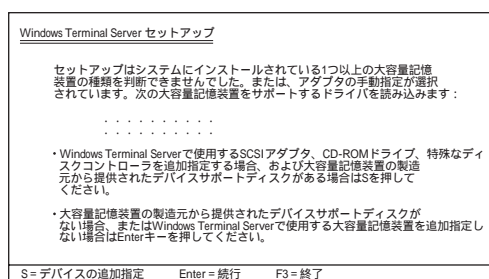 Windows Terminal Server セットアップ
セットアップはシステムにインストールされている1つ以上の大容量記憶
装置の種類を判断できませんでした。または、アダプタの手動指定が選択
されています。次の大容量記憶装置をサポートするドライバを読み込みます：
．．．．．．．．．．
．．．．．．．．．．
・Windows Terminal Serverで使用するSCSIアダプタ、CD-ROMドライブ、特殊なディ
スクコントローラを追加指定する場合、および大容量記憶装置の製造
元から提供されたデバイスサポートディスクがある場合はSを押して
ください。
・大容量記憶装置の製造元から提供されたデバイスサポートディスクが
ない場合、またはWindows Terminal Serverで使用する大容量記憶装置を追加指定し
ない場合はEnterキーを押してください。
S = デバイスの追加指定 Enter = 続行 F3 = 終了